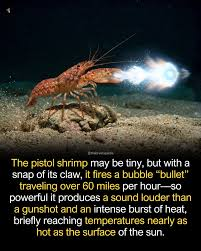 The pistol shrimp may be tiny, but with a
snap of its claw, it fires a bubble “bullet”
traveling over 60 miles per hour—so
powerful it produces a sound louder than
a gunshot and an intense burst of heat,
briefly reaching temperatures nearly as
hot as the surface of the sun.